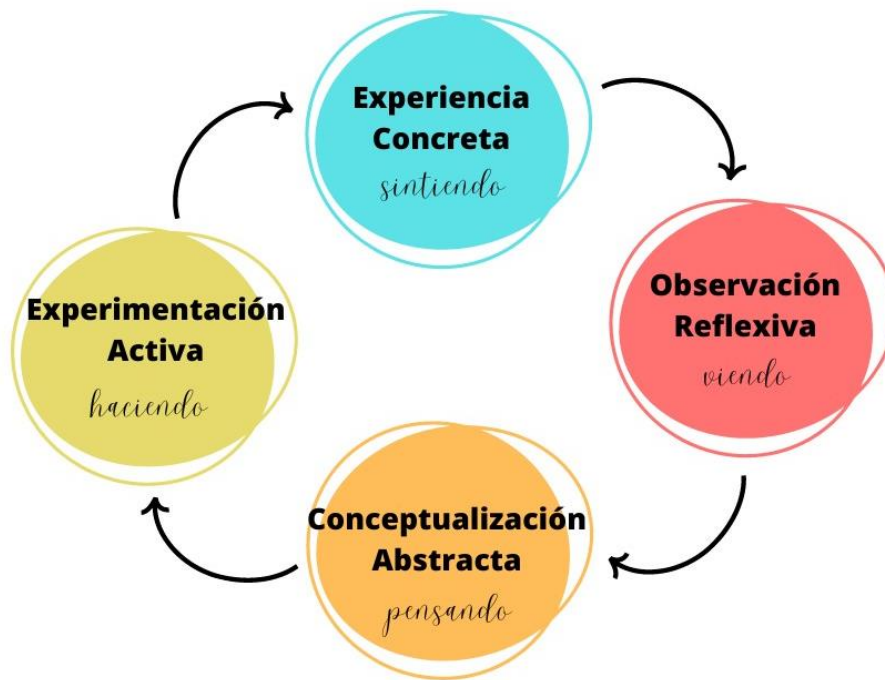 Experiencia
Concreta
sintiendo
Observación
Reflexiva
viendo
Conceptualización
Abstracta
pensando
Experimentación
Activa
haciendo